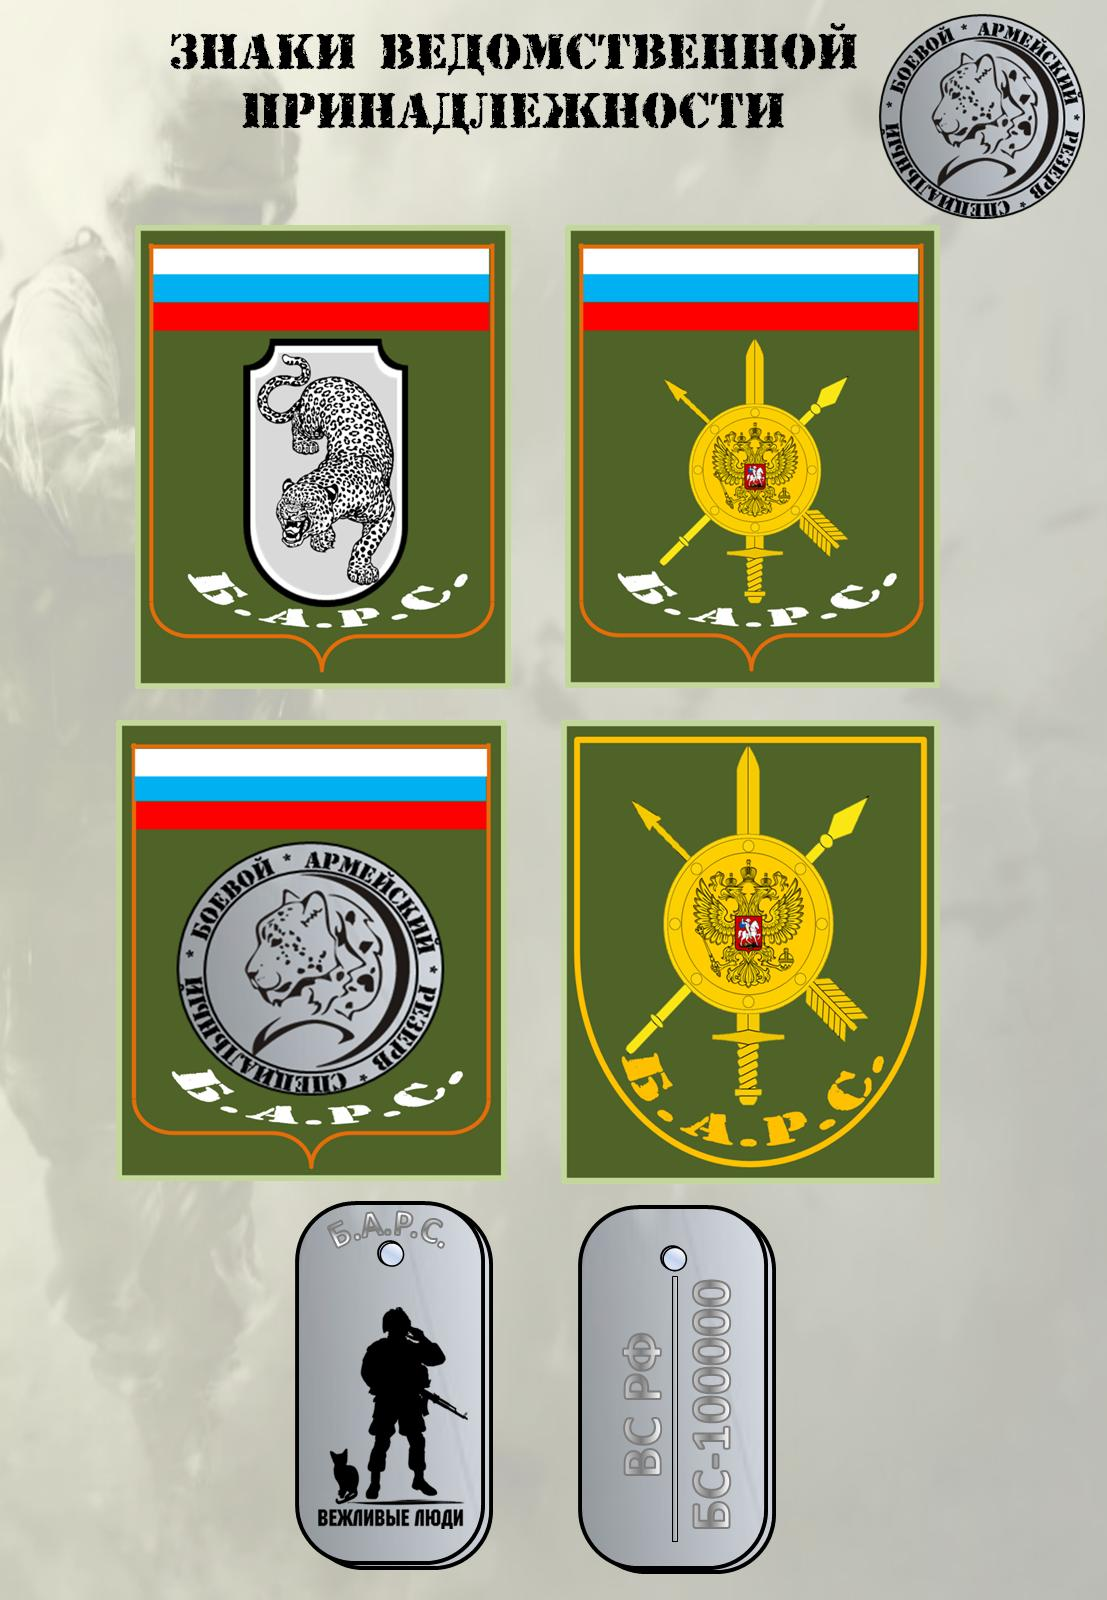 ЗНАКИ ВЕДОМСТВЕННОЙ
ПРИНАДЛЕЖНОСТИ
* БОЕВОЙ * АРМЕЙСКИЙ * РЕЗЕРВ * СПЕЦИАЛЬНЫЙ
Б.А.Р.С.
Б.А.Р.С.
* БОЕВОЙ * АРМЕЙСКИЙ * РЕЗЕРВ * СПЕЦИАЛЬНЫЙ
Б.А.Р.С.
Б.А.Р.С.
Б.А.Р.С.
ВЕЖЛИВЫЕ ЛЮДИ
ВС РФ
БС-100000